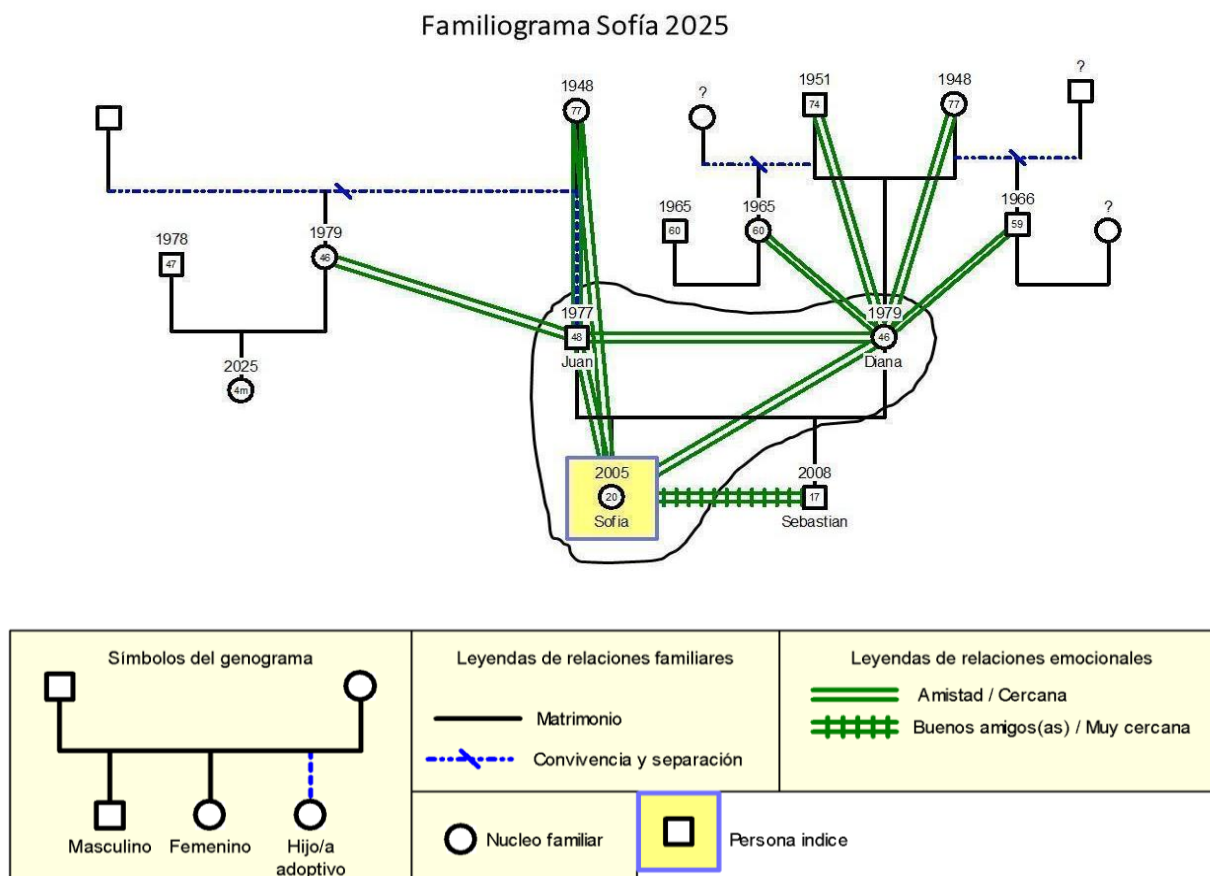 Familiograma Sofía 2025
1948
77
?
1951
74
1948
77
?
1978
47
1979
46
1965
60
1965
60
1966
59
?
1977
48
Juan
1979
46
Diana
2025
4m
2005
20
Sofia
2008
17
Sebastian
Símbolos del genograma
Masculino
Femenino
Hijo/a
adoptivo
Leyendas de relaciones familiares
Matrimonio
Convivencia y separación
Leyendas de relaciones emocionales
Amistad / Cercana
Buenos amigos(as) / Muy cercana
Nucleo familiar
Persona indice